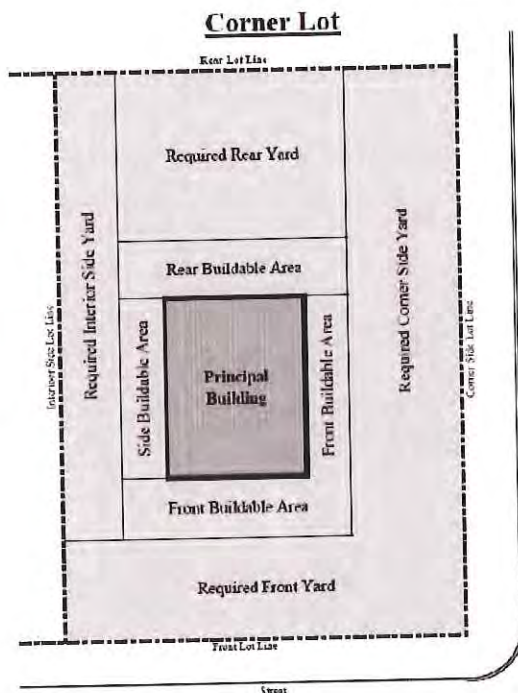 Corner Lot
Rear Lot Line
Required Rear Yard
Required Interior Side Yard
Required Corner Side Yard
Rear Buildable Area
Interior Side Lot Line
Side Buildable Area
Principal
Building
Front Buildable Area
Corner Side Lot Line
Front Buildable Area
Required Front Yard
Front Lot Line
Street